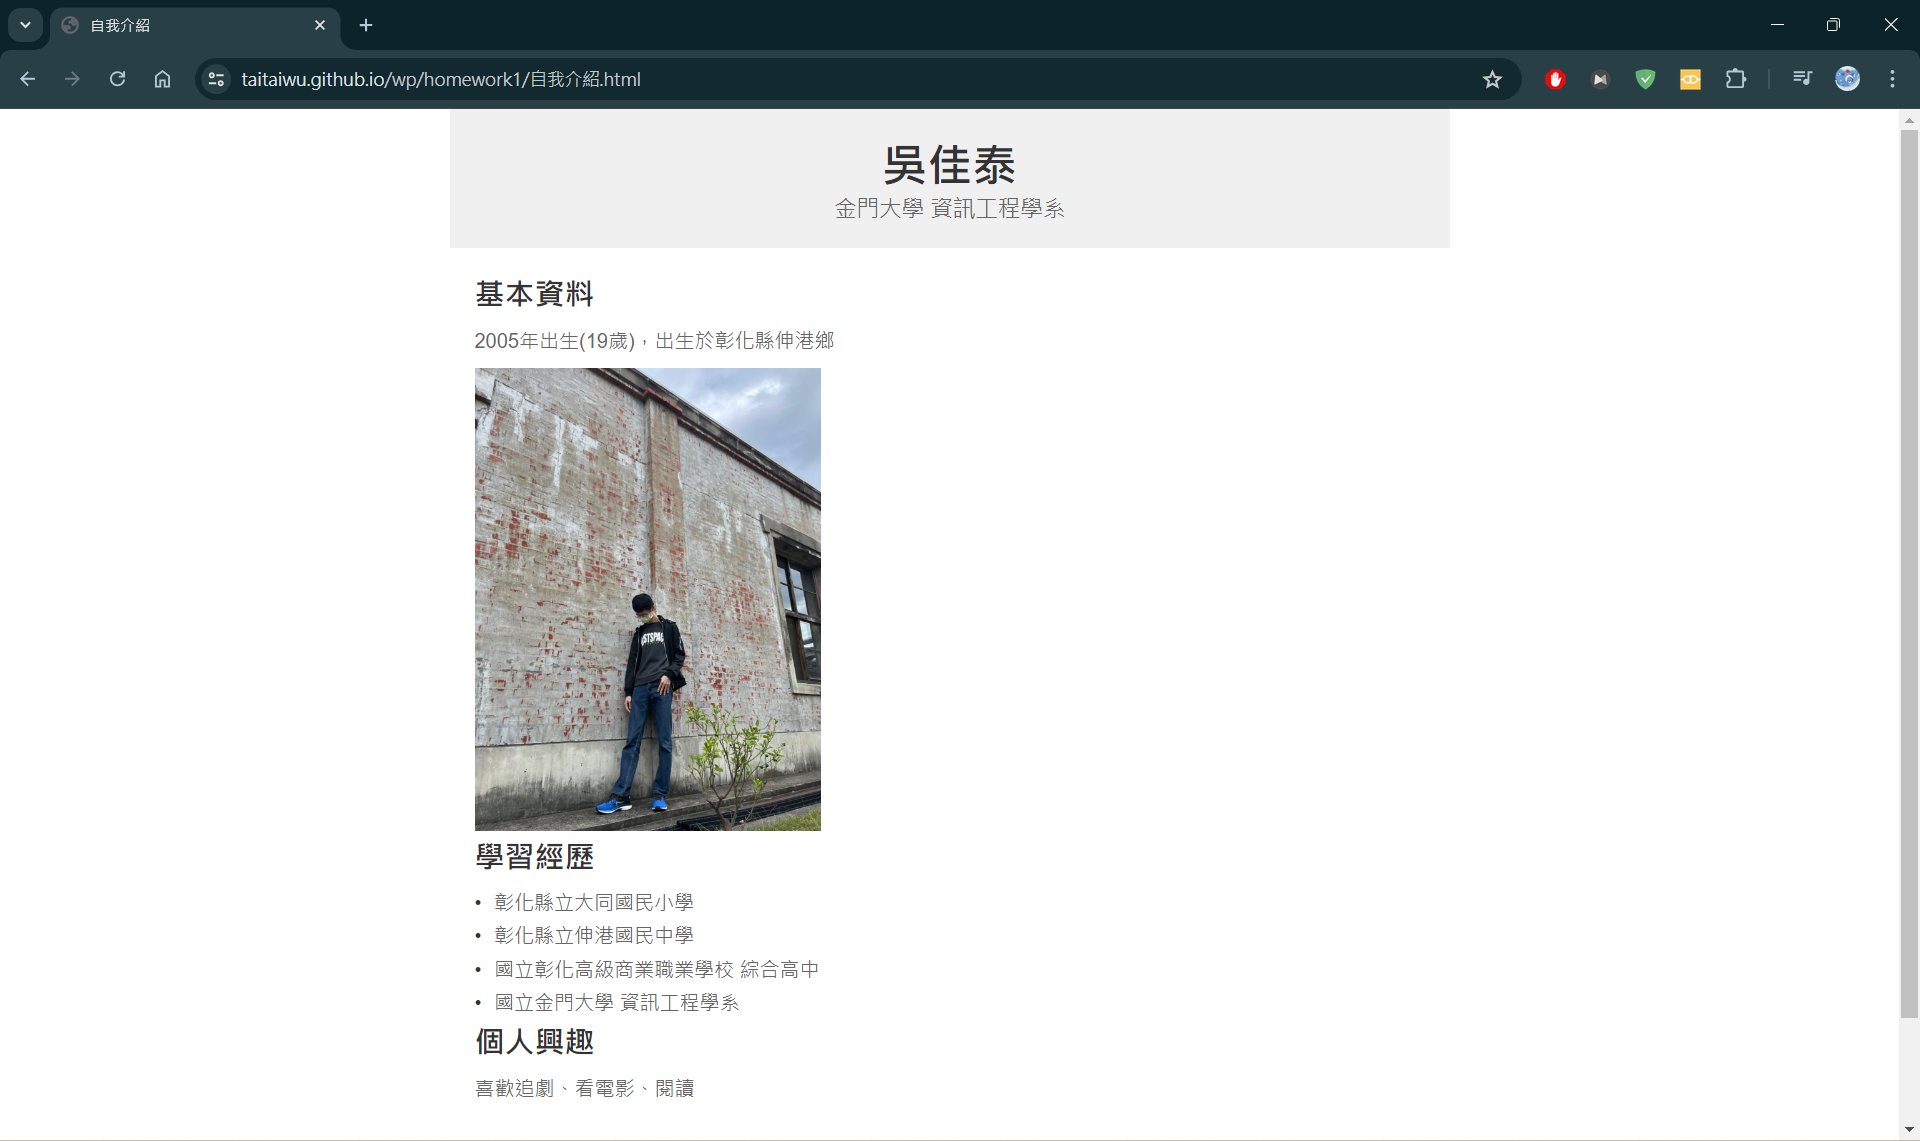 自我介紹
taitaiwu.github.io/wp/homework1/自我介紹.html
吳佳泰
金門大學 資訊工程學系
基本資料
2005年出生(19歲)，出生於彰化縣伸港鄉
學習經歷
• 彰化縣立大同國民小學
• 彰化縣立伸港國民中學
• 國立彰化高級商業職業學校 綜合高中
• 國立金門大學 資訊工程學系
個人興趣
喜歡追劇、看電影、閱讀